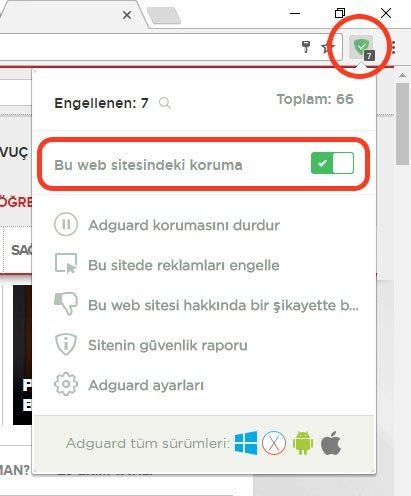 7
Engellenen: 7
Toplam: 66
VUÇ
Bu web sitesindeki koruma
ÖĞRE
Adguard korumasını durdur
SAĞ
Bu sitede reklamları engelle
Bu web sitesi hakkında bir şikayette b...
Sitenin güvenlik raporu
Adguard ayarları
Adguard tüm sürümleri:
MAN?